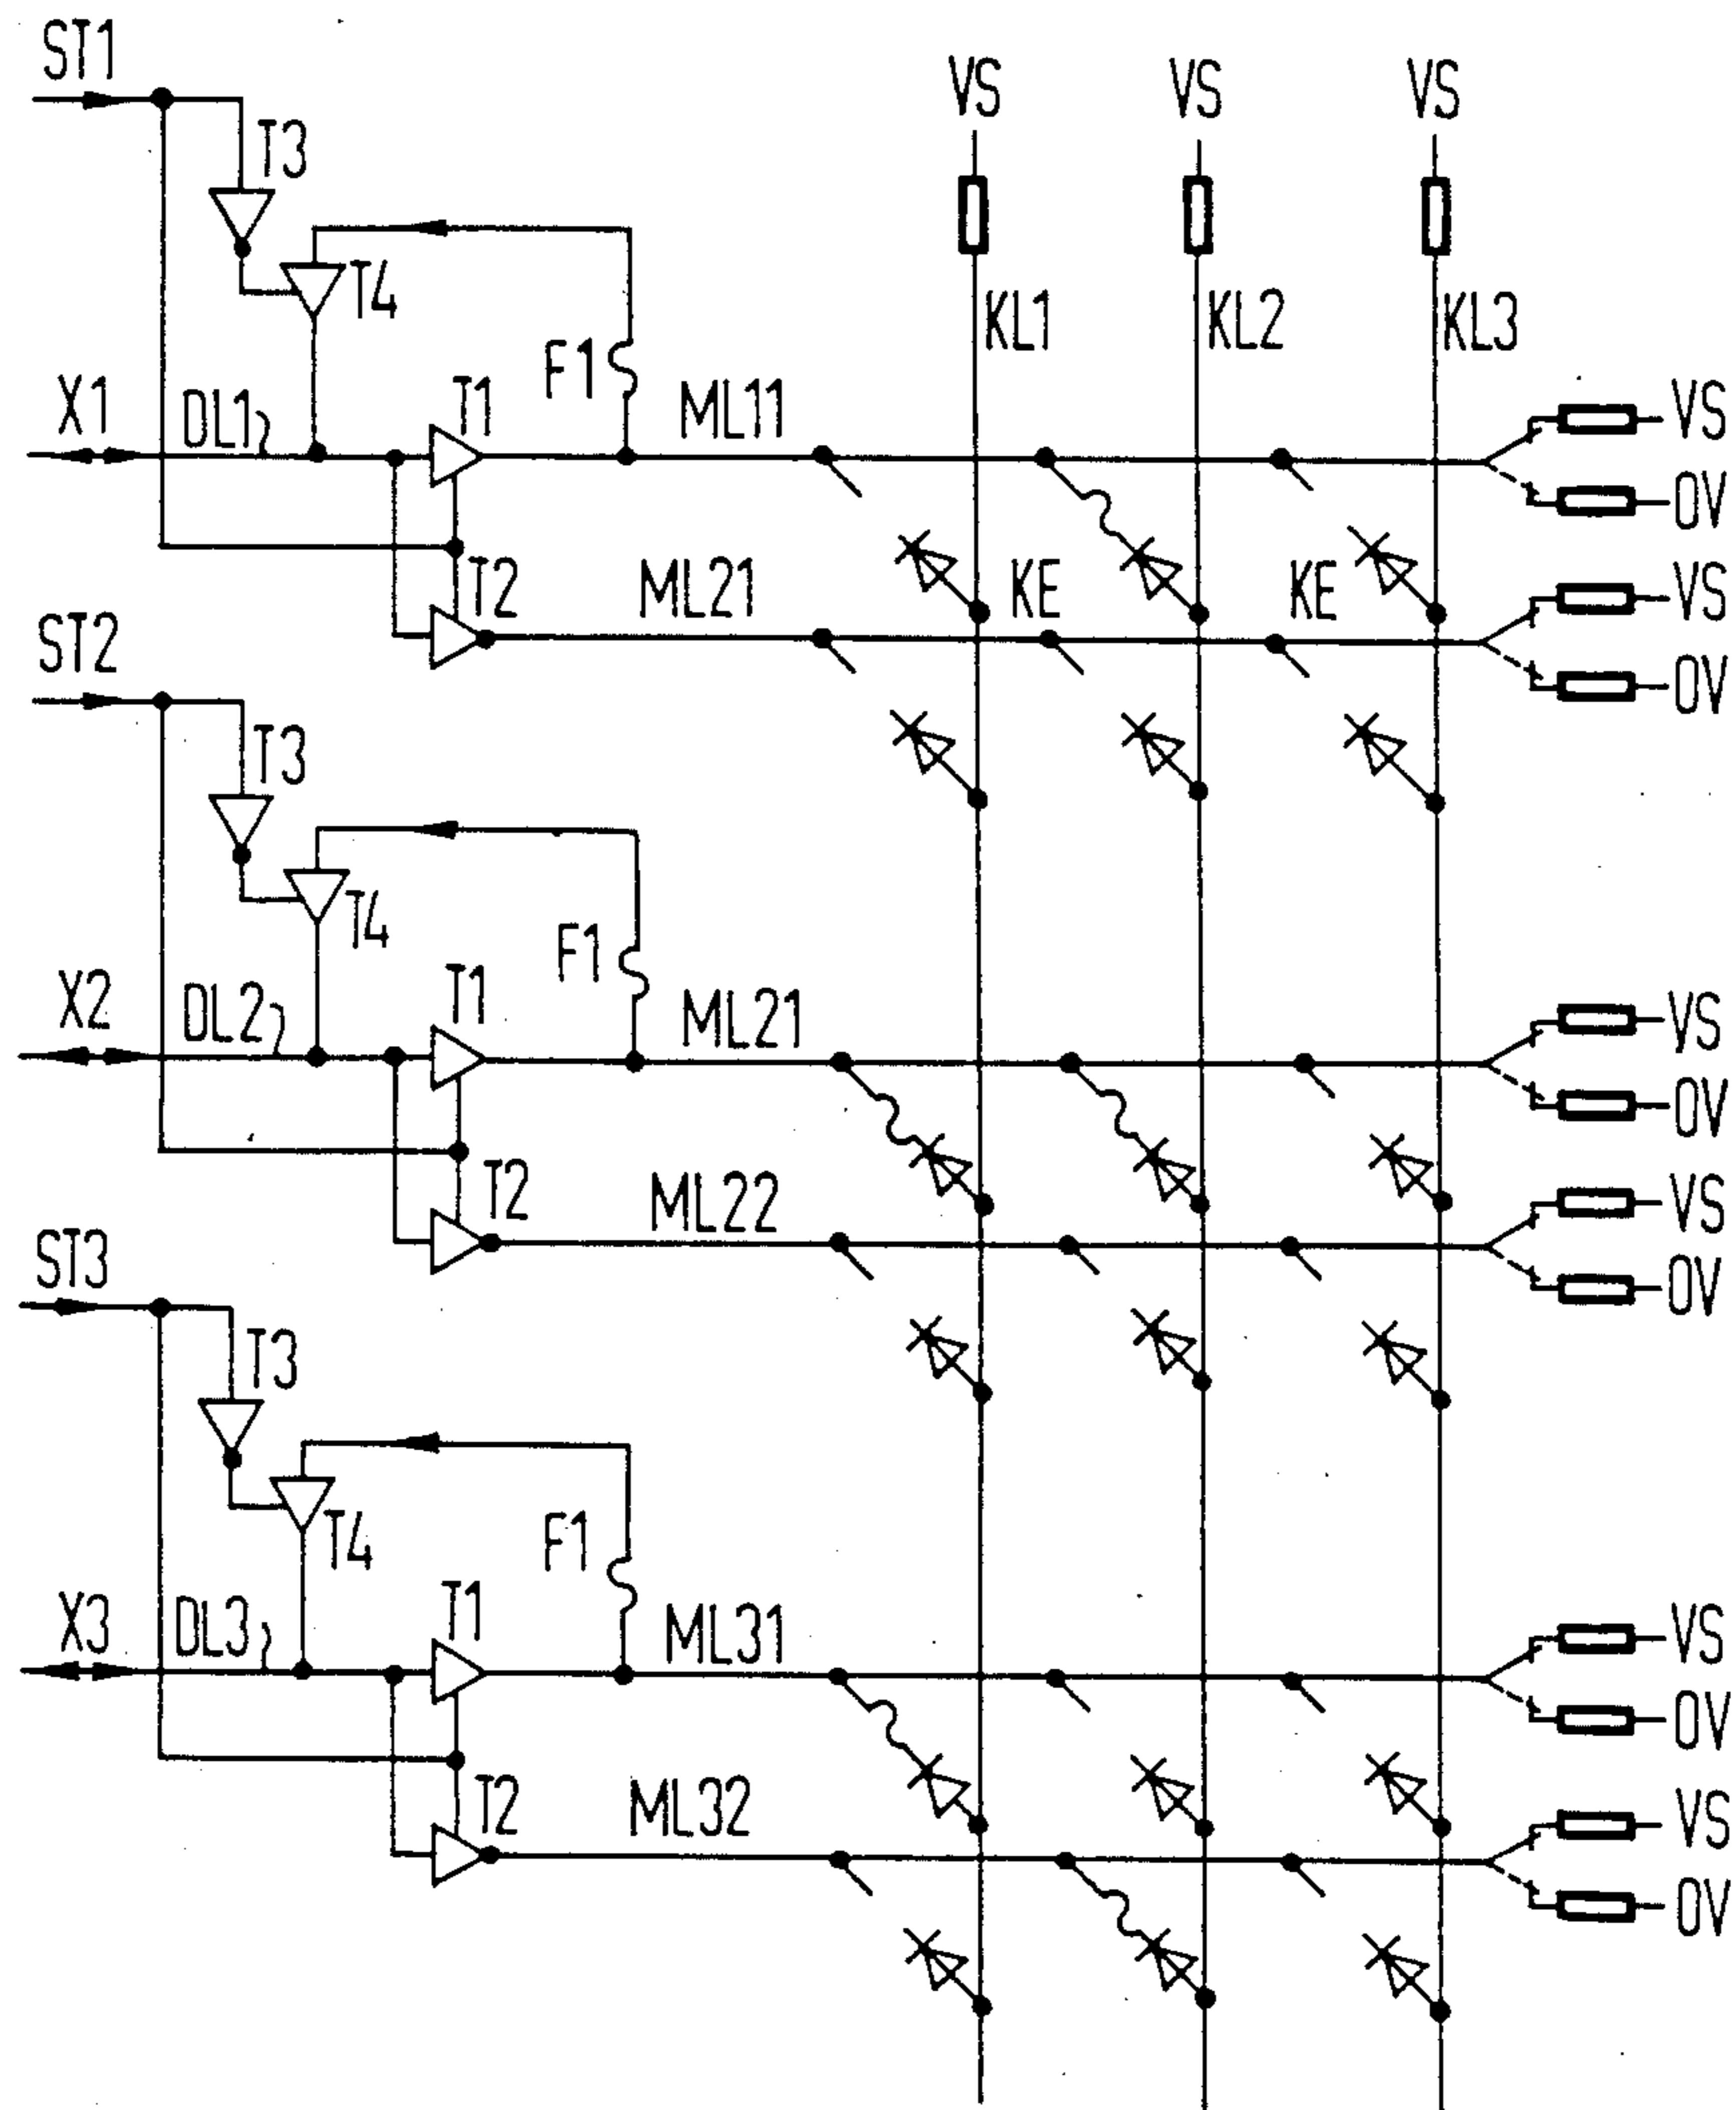 ST1
VS VS VS
T3
T4
KL1 KL2 KL3
F1
X1 DL1 T1 ML11 VS
0V
T2 ML21 KE KE VS
ST2 0V
T3
T4
F1
X2 DL2 T1 ML21 VS
0V
T2 ML22 VS
ST3 0V
T3
T4
F1
X3 DL3 T1 ML31 VS
0V
T2 ML32 VS
0V